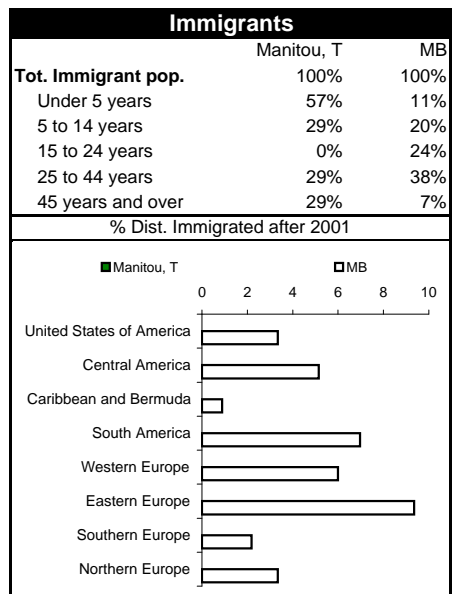 Immigrants
Manitou, T MB
Tot. Immigrant pop. 100% 100%
Under 5 years 57% 11%
5 to 14 years 29% 20%
15 to 24 years 0% 24%
25 to 44 years 29% 38%
45 years and over 29% 7%
% Dist. Immigrated after 2001
Manitou, T MB
0 2 4 6 8 10
United States of America
Central America
Caribbean and Bermuda
South America
Western Europe
Eastern Europe
Southern Europe
Northern Europe